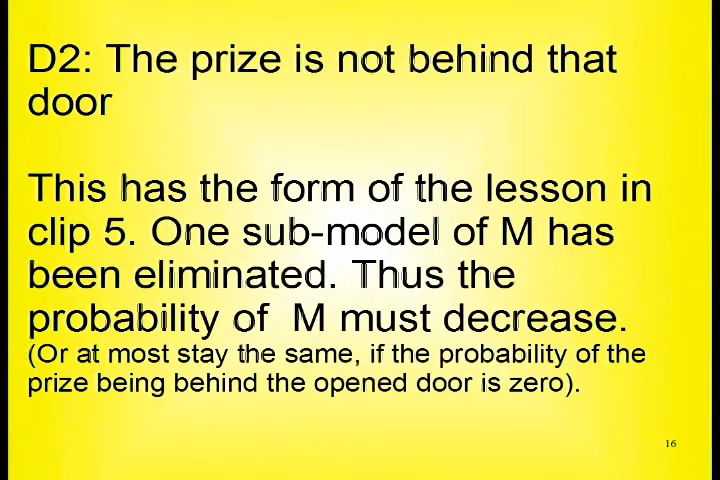 D2: The prize is not behind that
door
This has the form of the lesson in
clip 5. One sub-model of M has
been eliminated. Thus the
probability of  M must decrease.
(Or at most stay the same, if the probability of the
prize being behind the opened door is zero).
16